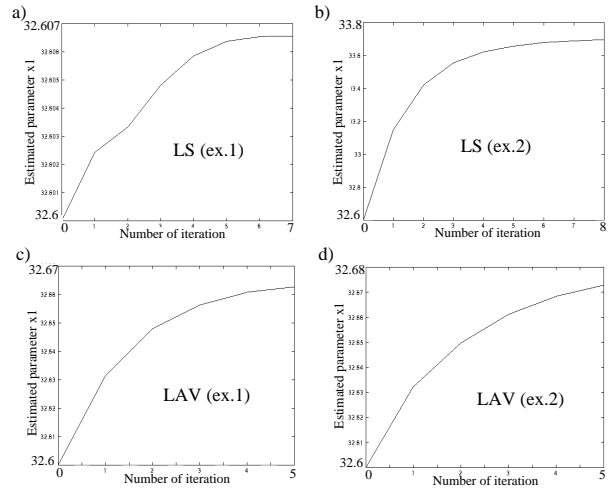 a)
32.607
32.606
32.605
32.604
32.603
32.602
32.601
32.6
Estimated parameter x1
LS (ex.1)
0 1 2 3 4 5 6 7
Number of iteration
b)
33.8
33.6
33.2
33
32.8
32.6
Estimated parameter x1
LS (ex.2)
0 1 2 3 4 5 6 7 8
Number of iteration
c)
32.67
32.66
32.65
32.64
32.63
32.62
32.61
32.6
Estimated parameter x1
LAV (ex.1)
0 1 2 3 4 5
Number of iteration
d)
32.68
32.67
32.66
32.65
32.64
32.63
32.62
32.61
32.6
Estimated parameter x1
LAV (ex.2)
0 1 2 3 4 5
Number of iteration